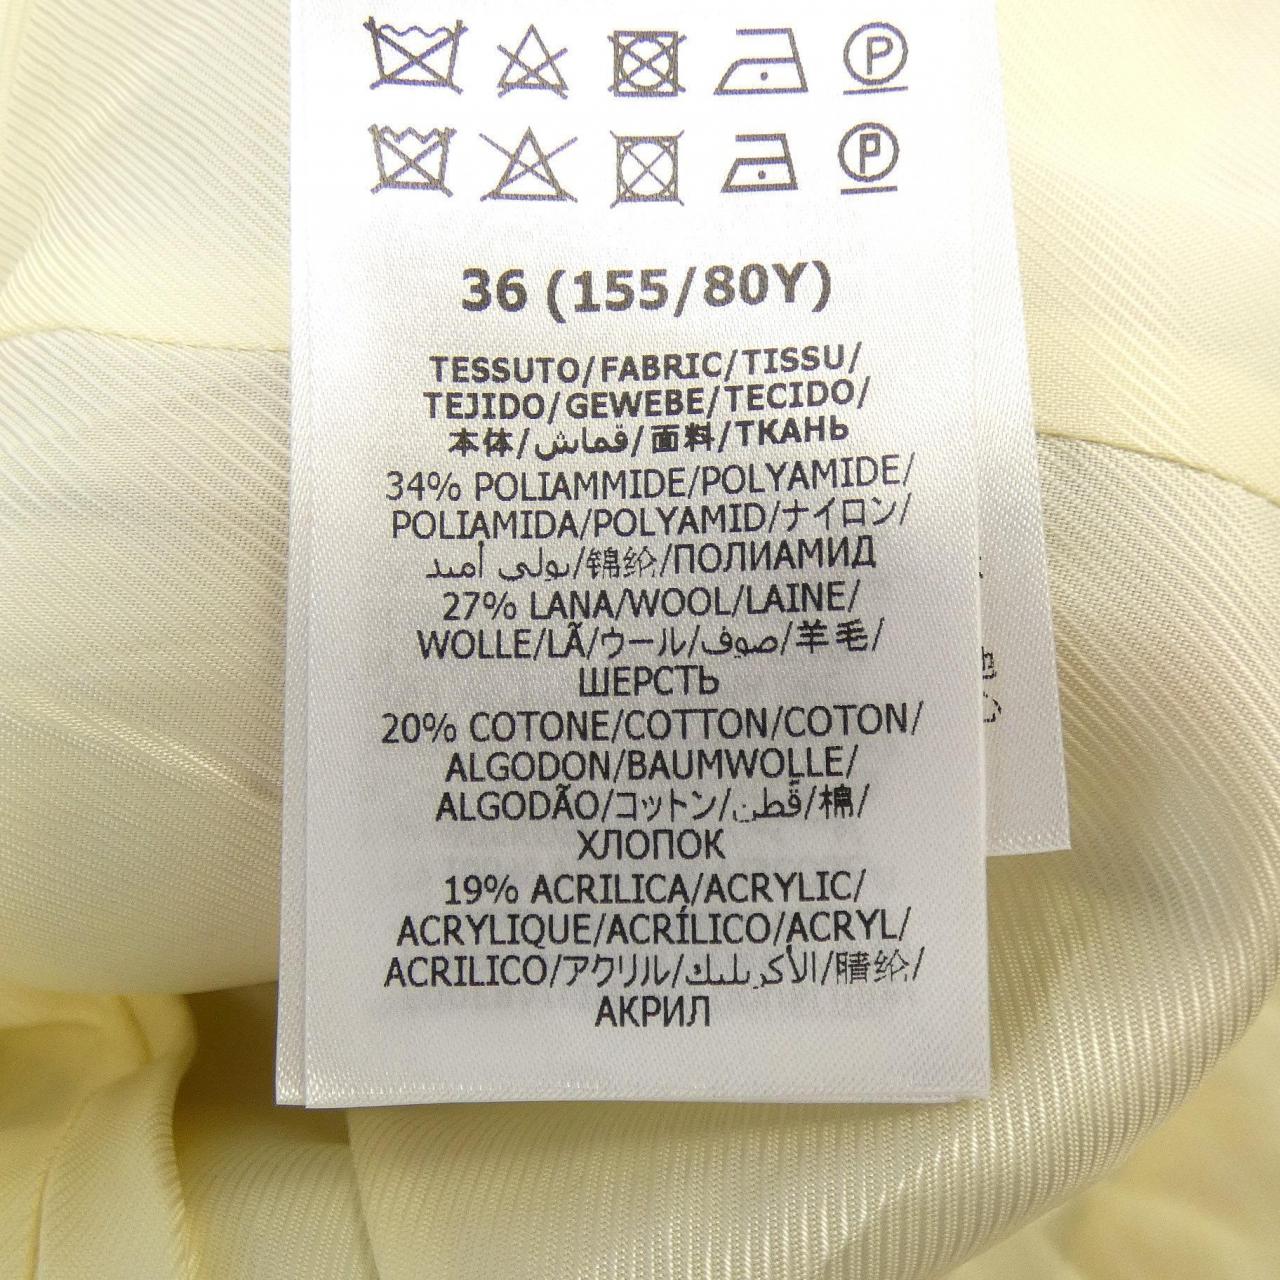 P
P
36 (155/80Y)
TESSUTO/FABRIC/TISSU/
TEJIDO/GEWEBE/TECIDO/
本体/قماش/面料/ТКАНЬ
34% POLIAMMIDE/POLYAMIDE/
POLIAMIDA/POLYAMID/ナイロン/
بولي أميد/锦纶/ПОЛИАМИД
27% LANA/WOOL/LAINE/
WOLLE/LÃ/ウール/صوف/羊毛/
ШЕРСТЬ
20% COTONE/COTTON/COTON/
ALGODON/BAUMWOLLE/
ALGODÃO/コットン/قطن/棉/
ХЛОПОК
19% ACRILICA/ACRYLIC/
ACRYLIQUE/ACRÍLICO/ACRYL/
ACRILICO/アクリル/الأكريليك/腈纶/
АКРИЛ